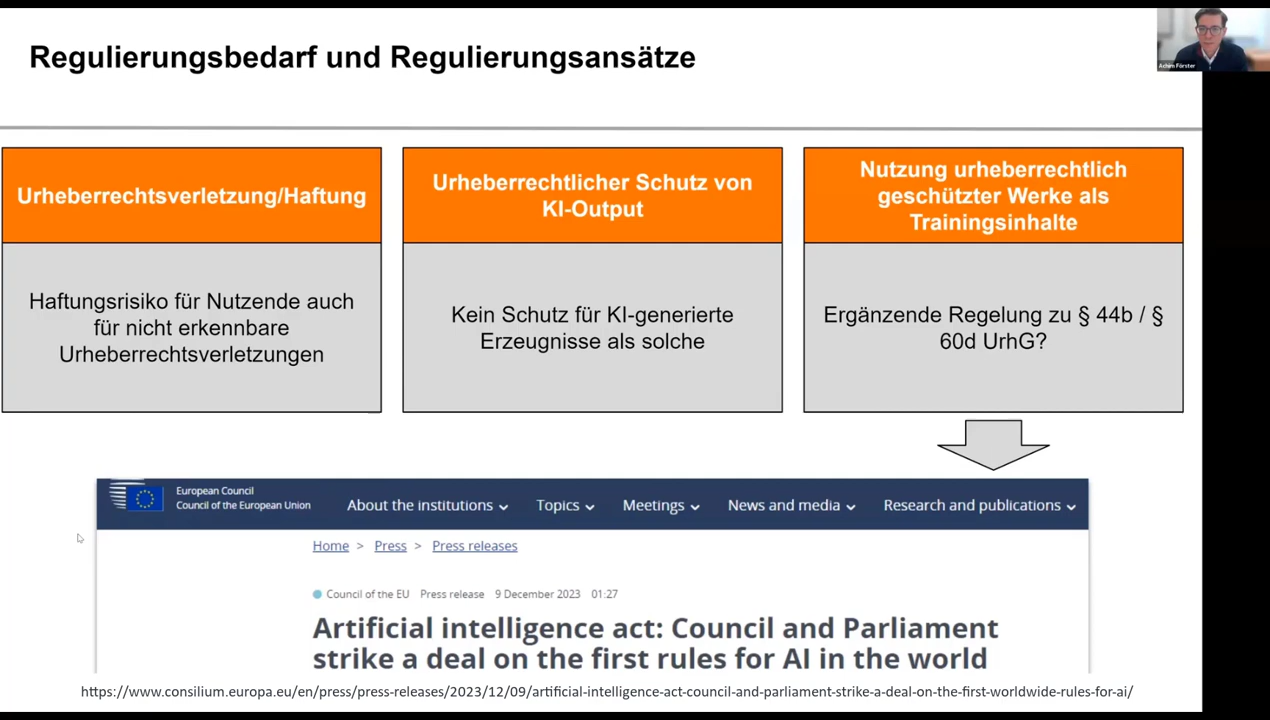 Regulierungsbedarf und Regulierungsansätze
Achim Förster
Urheberrechtsverletzung/Haftung
Haftungsrisiko für Nutzende auch
für nicht erkennbare
Urheberrechtsverletzungen
Urheberrechtlicher Schutz von
KI-Output
Kein Schutz für KI-generierte
Erzeugnisse als solche
Nutzung urheberrechtlich
geschützter Werke als
Trainingsinhalte
Ergänzende Regelung zu § 44b / §
60d UrhG?
European Council
Council of the European Union
About the institutions
Topics
Meetings
News and media
Research and publications
Home > Press > Press releases
Council of the EU Press release 9 December 2023 01:27
Artificial intelligence act: Council and Parliament
strike a deal on the first rules for AI in the world
https://www.consilium.europa.eu/en/press/press-releases/2023/12/09/artificial-intelligence-act-council-and-parliament-strike-a-deal-on-the-first-worldwide-rules-for-ai/